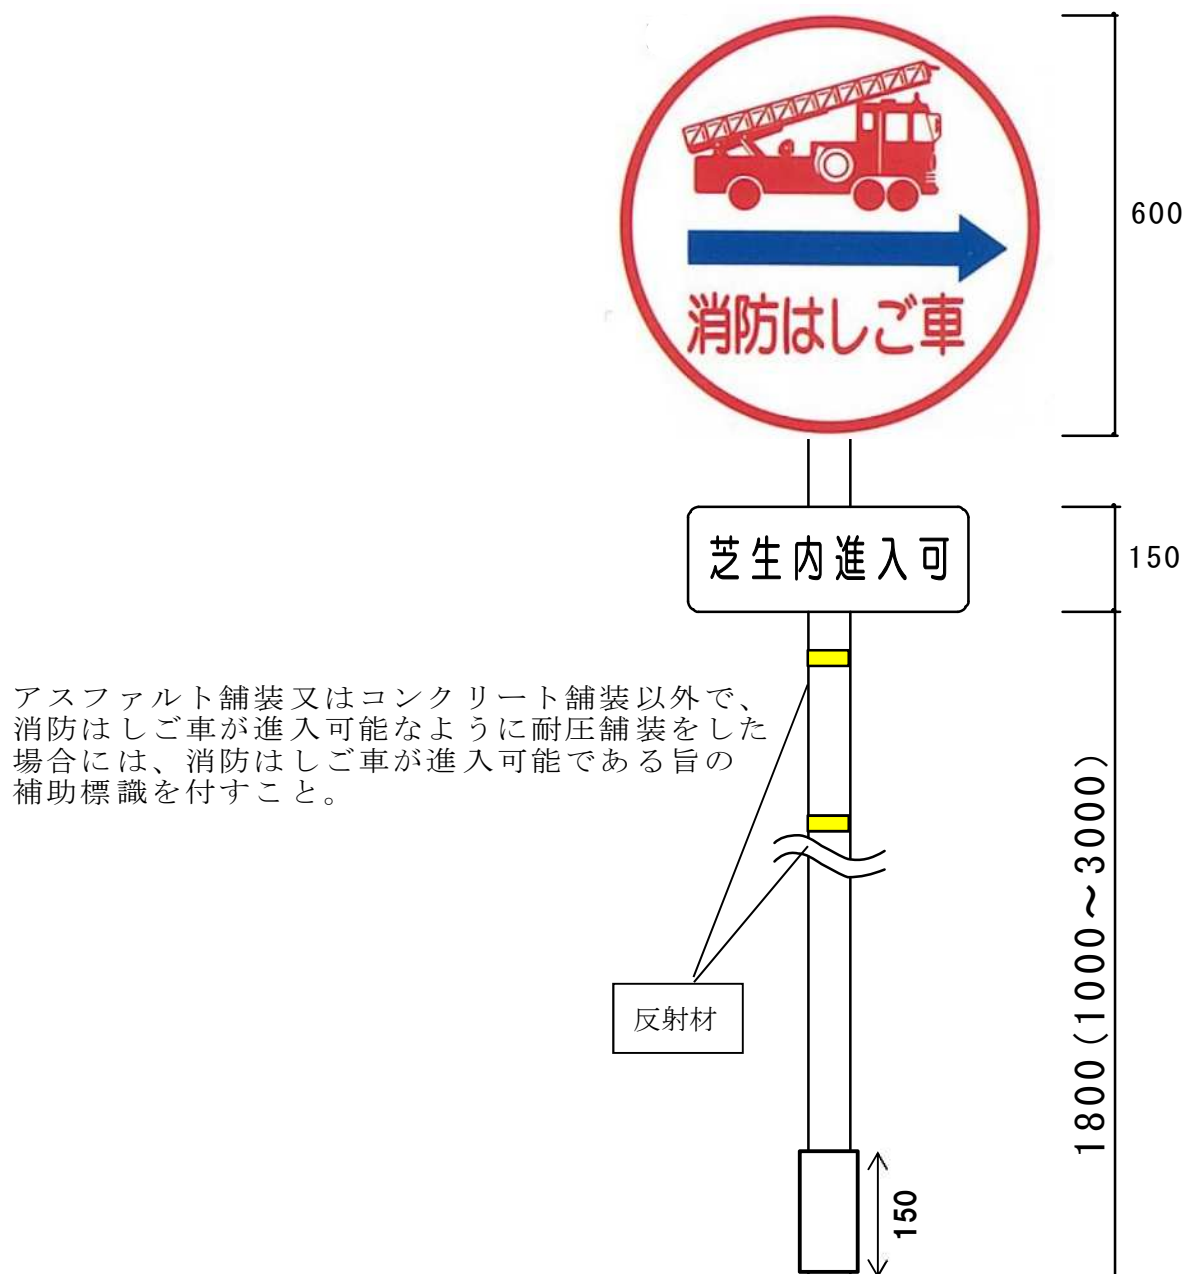 600
消防はしご車
芝生内進入可
150
アスファルト舗装又はコンクリート舗装以外で、
消防はしご車が進入可能なように耐圧舗装をした
場合には、消防はしご車が進入可能である旨の
補助標識を付すこと。
1800(1000～3000)
反射材
150